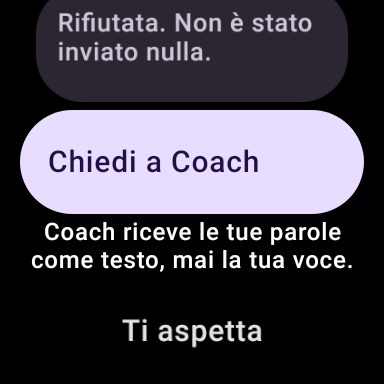 Rifiutata. Non è stato
inviato nulla.
Chiedi a Coach
Coach riceve le tue parole
come testo, mai la tua voce.
Ti aspetta